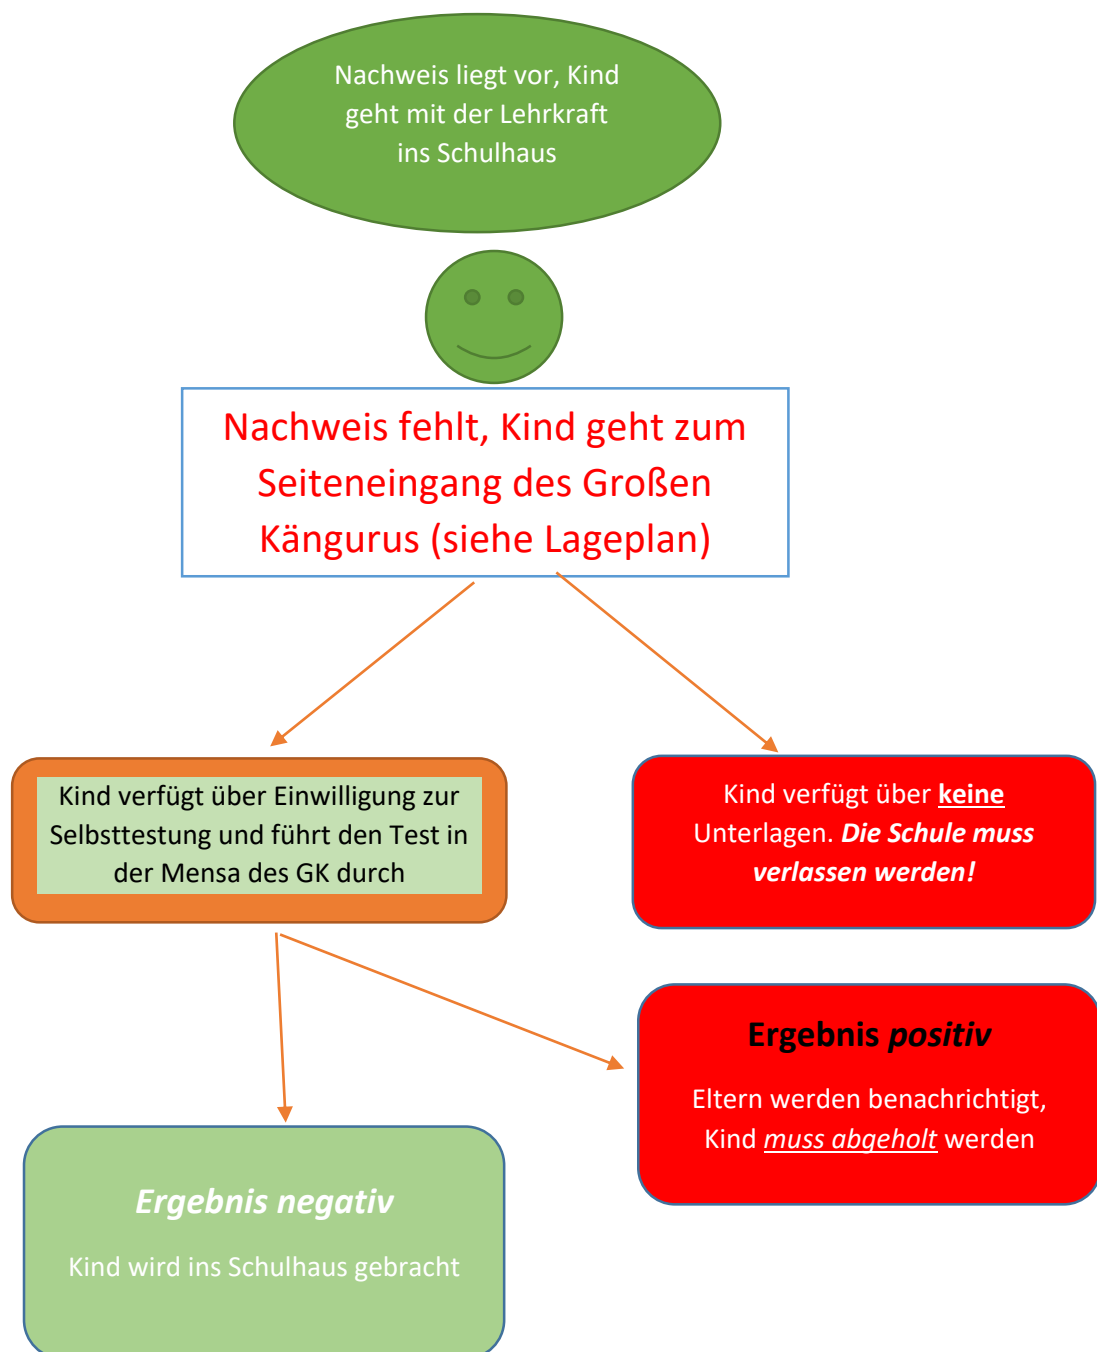 Nachweis liegt vor, Kind
geht mit der Lehrkraft
ins Schulhaus
Nachweis fehlt, Kind geht zum
Seiteneingang des Großen
Kängurus (siehe Lageplan)
Kind verfügt über Einwilligung zur
Selbsttestung und führt den Test in
der Mensa des GK durch
Kind verfügt über keine
Unterlagen. Die Schule muss
verlassen werden!
Ergebnis positiv
Eltern werden benachrichtigt,
Kind muss abgeholt werden
Ergebnis negativ
Kind wird ins Schulhaus gebracht